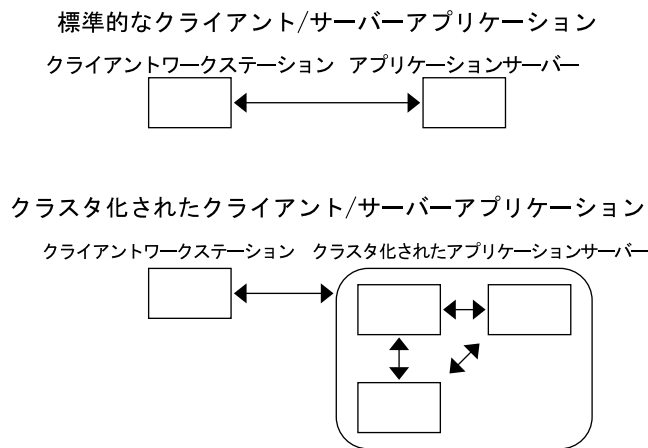 標準的なクライアント/サーバーアプリケーション
クライアントワークステーション アプリケーションサーバー
クラスタ化されたクライアント/サーバーアプリケーション
クライアントワークステーション クラスタ化されたアプリケーションサーバー